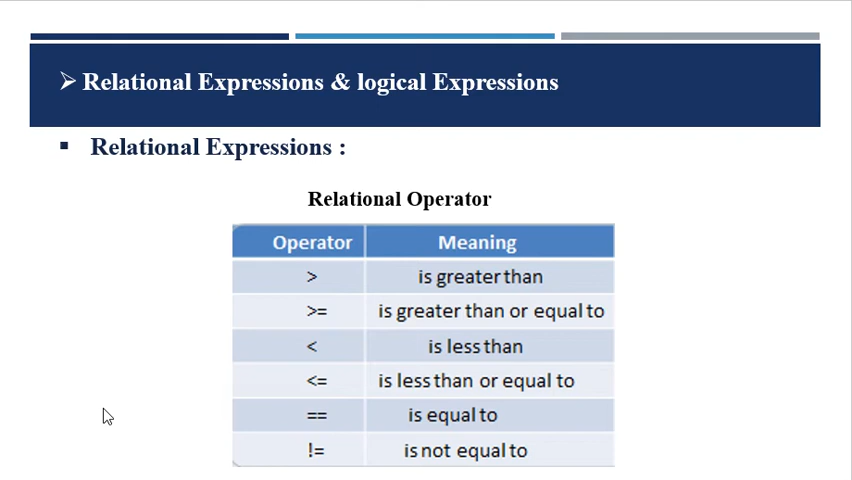 ➢ Relational Expressions & logical Expressions
▪ Relational Expressions :
Relational Operator
Operator Meaning
> is greater than
>= is greater than or equal to
< is less than
<= is less than or equal to
== is equal to
!= is not equal to